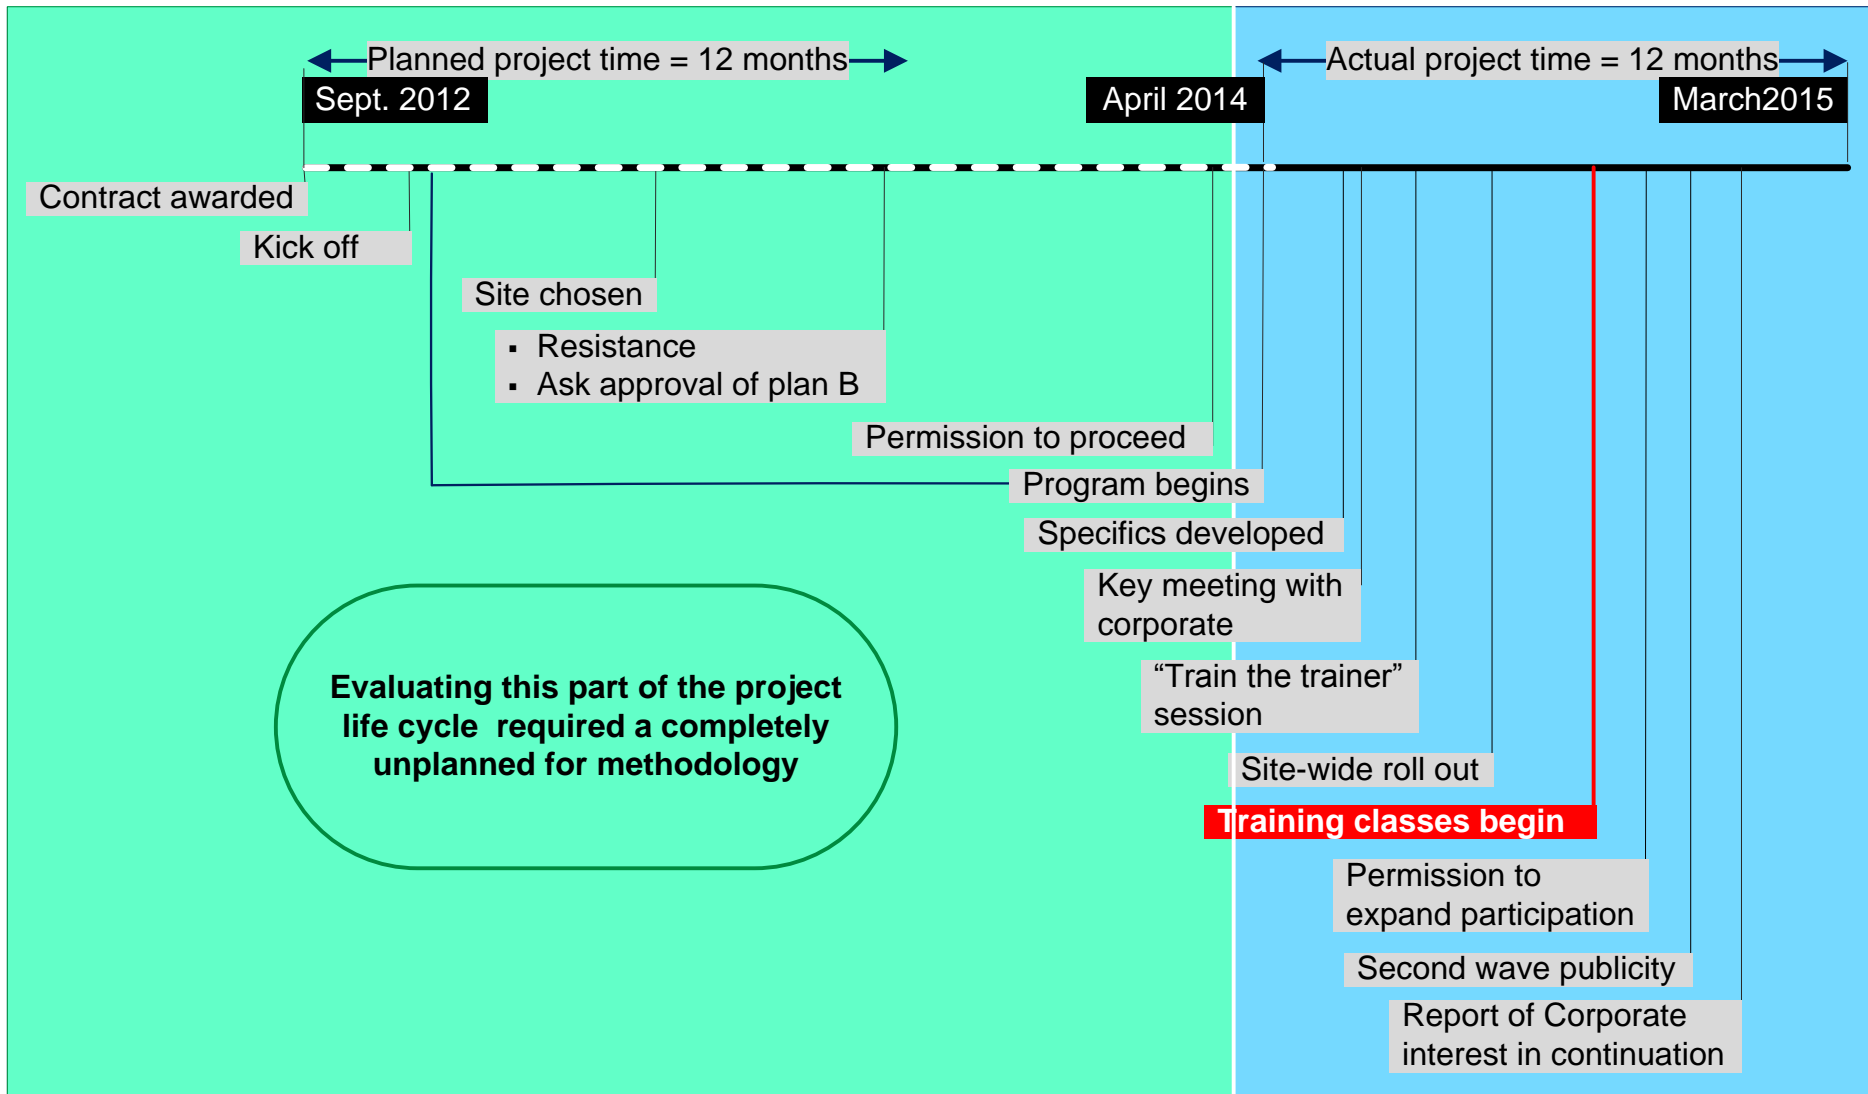 Planned project time = 12 months
Actual project time = 12 months
Sept. 2012
April 2014
March2015
Contract awarded
Kick off
Site chosen
▪ Resistance
▪ Ask approval of plan B
Permission to proceed
Program begins
Specifics developed
Key meeting with
corporate
“Train the trainer”
session
Site-wide roll out
Training classes begin
Permission to
expand participation
Second wave publicity
Report of Corporate
interest in continuation
Evaluating this part of the project
life cycle  required a completely
unplanned for methodology